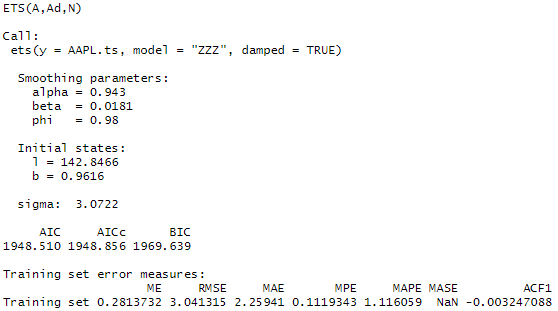 ETS(A,Ad,N)
Call:
ets(y = AAPL.ts, model = "ZZZ", damped = TRUE)
Smoothing parameters:
alpha = 0.943
beta = 0.0181
phi = 0.98
Initial states:
l = 142.8466
b = 0.9616
sigma: 3.0722
AIC AICc BIC
1948.510 1948.856 1969.639
Training set error measures:
ME RMSE MAE MPE MAPE MASE ACF1
Training set 0.2813732 3.041315 2.25941 0.1119343 1.116059 NaN -0.003247088